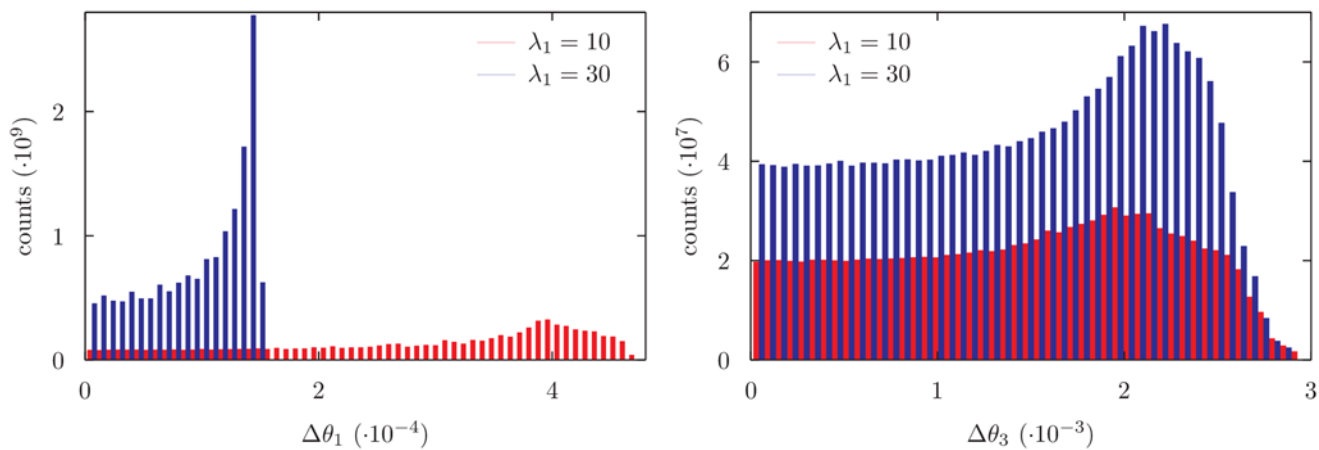 λ₁ = 10
λ₁ = 30
counts (·10⁹)
2
1
0
0 2 4
Δθ₁ (·10⁻⁴)
λ₁ = 10
λ₁ = 30
counts (·10⁷)
6
4
2
0
0 1 2 3
Δθ₃ (·10⁻³)